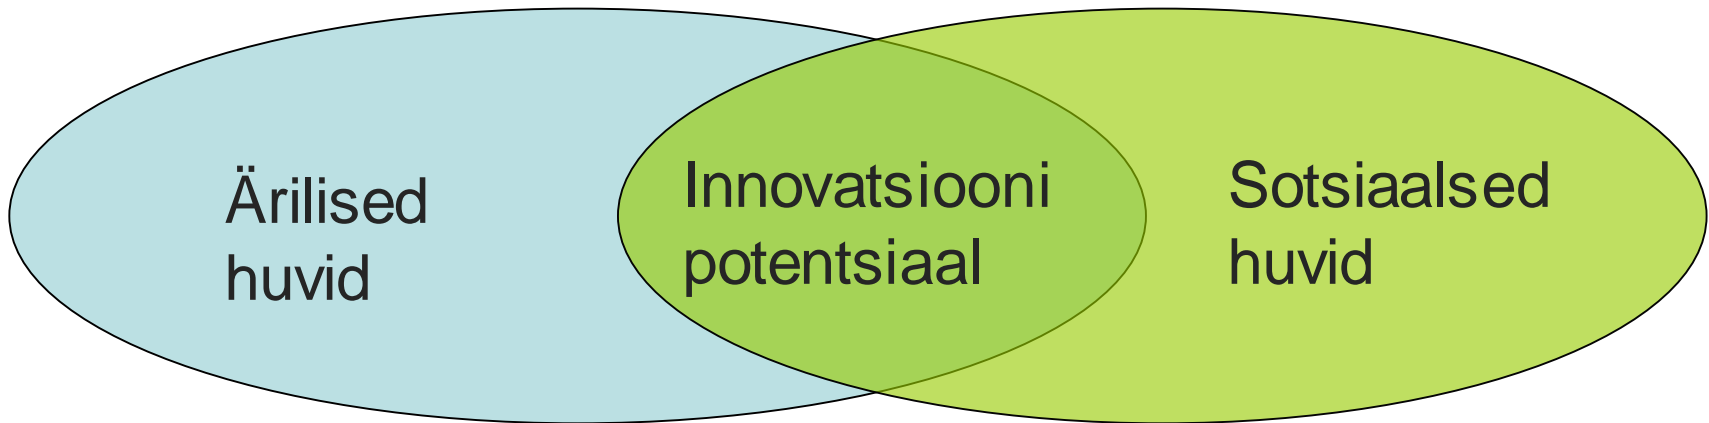 Ärilised
huvid
Innovatsiooni
potentsiaal
Sotsiaalsed
huvid